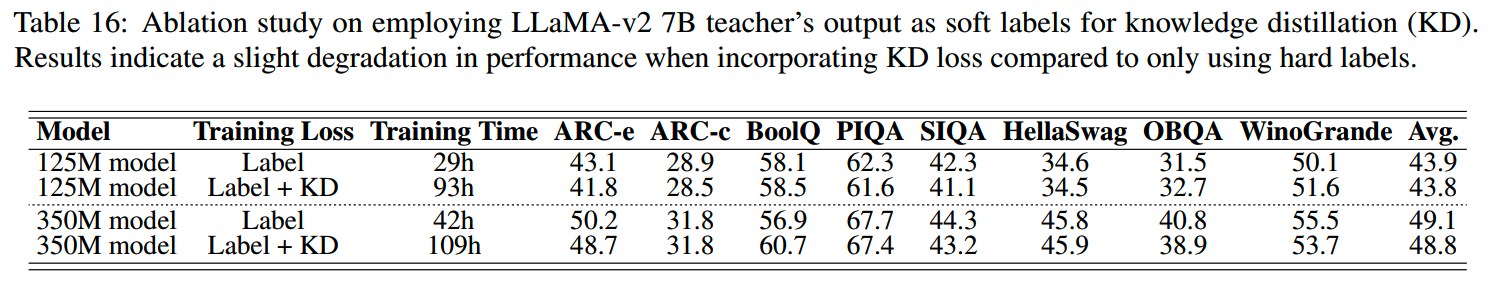 Table 16: Ablation study on employing LLaMA-v2 7B teacher's output as soft labels for knowledge distillation (KD).
Results indicate a slight degradation in performance when incorporating KD loss compared to only using hard labels.
Model Training Loss Training Time ARC-e ARC-c BoolQ PIQA SIQA HellaSwag OBQA WinoGrande Avg.
125M model Label 29h 43.1 28.9 58.1 62.3 42.3 34.6 31.5 50.1 43.9
125M model Label + KD 93h 41.8 28.5 58.5 61.6 41.1 34.5 32.7 51.6 43.8
350M model Label 42h 50.2 31.8 56.9 67.7 44.3 45.8 40.8 55.5 49.1
350M model Label + KD 109h 48.7 31.8 60.7 67.4 43.2 45.9 38.9 53.7 48.8